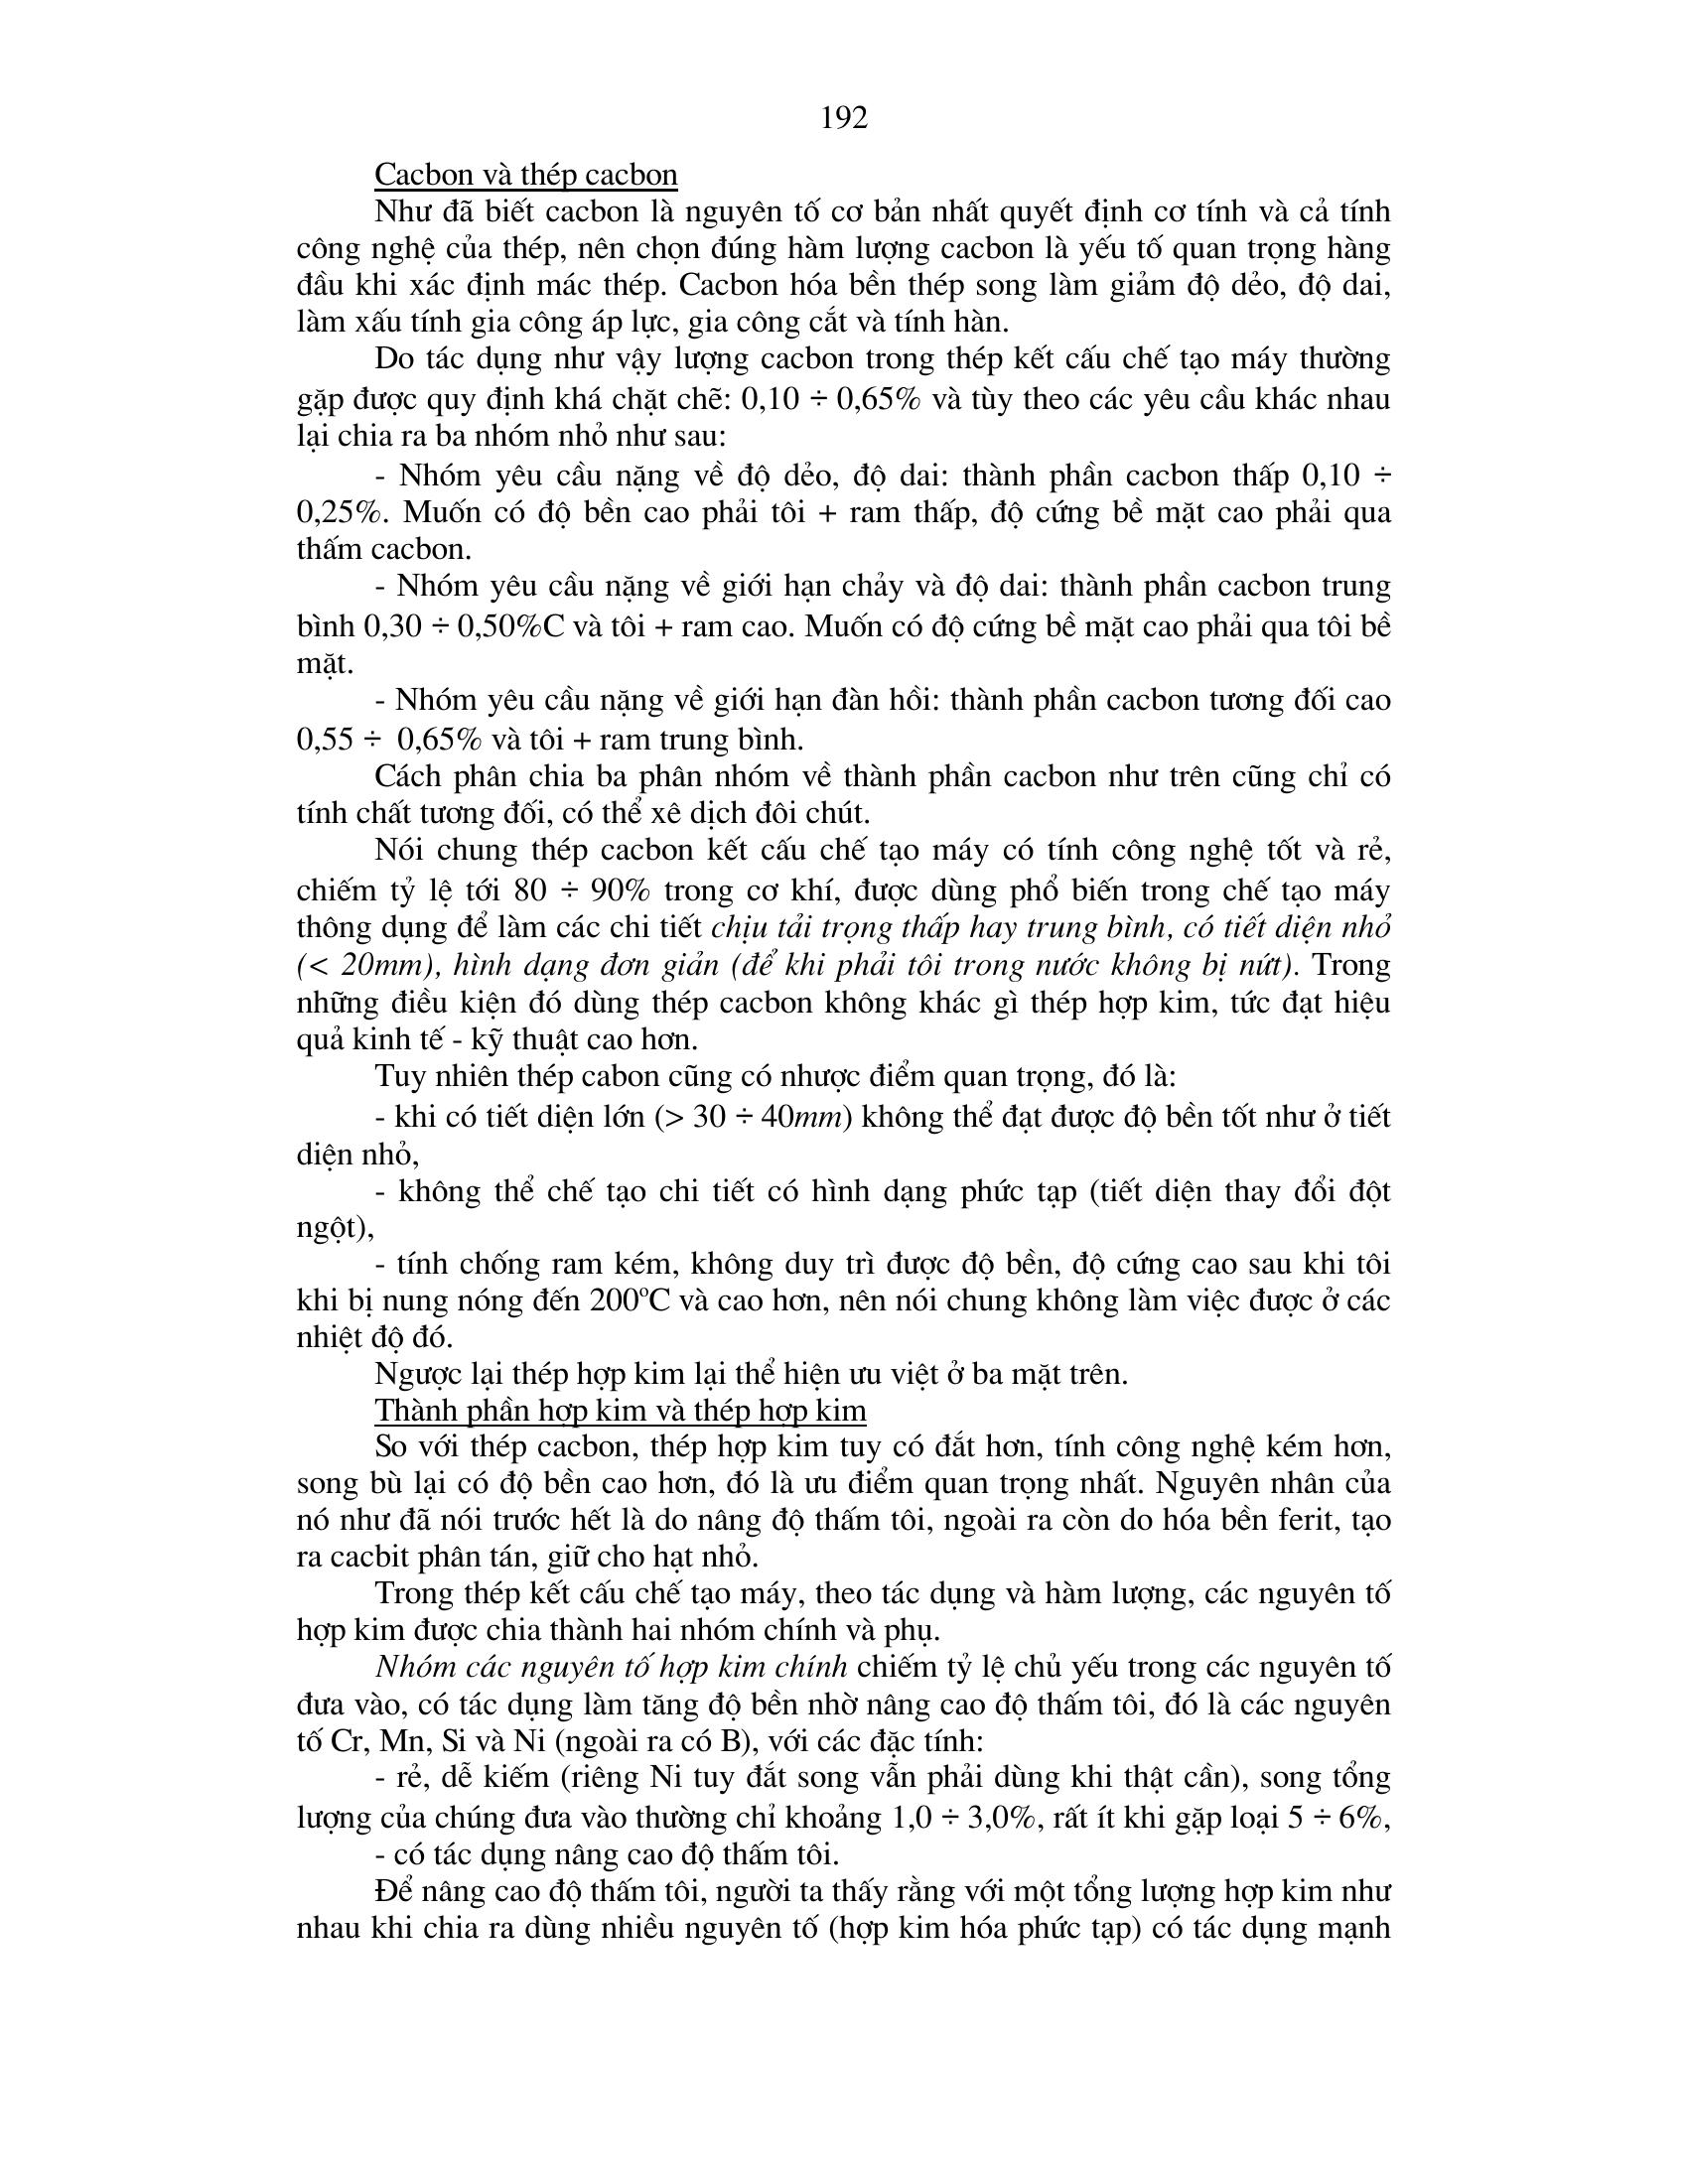 192
Cacbon và thép cacbon
Như đã biết cacbon là nguyên tố cơ bản nhất quyết định cơ tính và cả tính
công nghệ của thép, nên chọn đúng hàm lượng cacbon là yếu tố quan trọng hàng
đầu khi xác định mác thép. Cacbon hóa bền thép song làm giảm độ dẻo, độ dai,
làm xấu tính gia công áp lực, gia công cắt và tính hàn.
Do tác dụng như vậy lượng cacbon trong thép kết cấu chế tạo máy thường
gặp được quy định khá chặt chẽ: 0,10 ÷ 0,65% và tùy theo các yêu cầu khác nhau
lại chia ra ba nhóm nhỏ như sau:
- Nhóm yêu cầu nặng về độ dẻo, độ dai: thành phần cacbon thấp 0,10 ÷
0,25%. Muốn có độ bền cao phải tôi + ram thấp, độ cứng bề mặt cao phải qua
thấm cacbon.
- Nhóm yêu cầu nặng về giới hạn chảy và độ dai: thành phần cacbon trung
bình 0,30 ÷ 0,50%C và tôi + ram cao. Muốn có độ cứng bề mặt cao phải qua tôi bề
mặt.
- Nhóm yêu cầu nặng về giới hạn đàn hồi: thành phần cacbon tương đối cao
0,55 ÷ 0,65% và tôi + ram trung bình.
Cách phân chia ba phân nhóm về thành phần cacbon như trên cũng chỉ có
tính chất tương đối, có thể xê dịch đôi chút.
Nói chung thép cacbon kết cấu chế tạo máy có tính công nghệ tốt và rẻ,
chiếm tỷ lệ tới 80 ÷ 90% trong cơ khí, được dùng phổ biến trong chế tạo máy
thông dụng để làm các chi tiết chịu tải trọng thấp hay trung bình, có tiết diện nhỏ
(< 20mm), hình dạng đơn giản (để khi phải tôi trong nước không bị nứt). Trong
những điều kiện đó dùng thép cacbon không khác gì thép hợp kim, tức đạt hiệu
quả kinh tế - kỹ thuật cao hơn.
Tuy nhiên thép cabon cũng có nhược điểm quan trọng, đó là:
- khi có tiết diện lớn (> 30 ÷ 40mm) không thể đạt được độ bền tốt như ở tiết
diện nhỏ,
- không thể chế tạo chi tiết có hình dạng phức tạp (tiết diện thay đổi đột
ngột),
- tính chống ram kém, không duy trì được độ bền, độ cứng cao sau khi tôi
khi bị nung nóng đến 200ºC và cao hơn, nên nói chung không làm việc được ở các
nhiệt độ đó.
Ngược lại thép hợp kim lại thể hiện ưu việt ở ba mặt trên.
Thành phần hợp kim và thép hợp kim
So với thép cacbon, thép hợp kim tuy có đắt hơn, tính công nghệ kém hơn,
song bù lại có độ bền cao hơn, đó là ưu điểm quan trọng nhất. Nguyên nhân của
nó như đã nói trước hết là do nâng độ thấm tôi, ngoài ra còn do hóa bền ferit, tạo
ra cacbit phân tán, giữ cho hạt nhỏ.
Trong thép kết cấu chế tạo máy, theo tác dụng và hàm lượng, các nguyên tố
hợp kim được chia thành hai nhóm chính và phụ.
Nhóm các nguyên tố hợp kim chính chiếm tỷ lệ chủ yếu trong các nguyên tố
đưa vào, có tác dụng làm tăng độ bền nhờ nâng cao độ thấm tôi, đó là các nguyên
tố Cr, Mn, Si và Ni (ngoài ra có B), với các đặc tính:
- rẻ, dễ kiếm (riêng Ni tuy đắt song vẫn phải dùng khi thật cần), song tổng
lượng của chúng đưa vào thường chỉ khoảng 1,0 ÷ 3,0%, rất ít khi gặp loại 5 ÷ 6%,
- có tác dụng nâng cao độ thấm tôi.
Để nâng cao độ thấm tôi, người ta thấy rằng với một tổng lượng hợp kim như
nhau khi chia ra dùng nhiều nguyên tố (hợp kim hóa phức tạp) có tác dụng mạnh